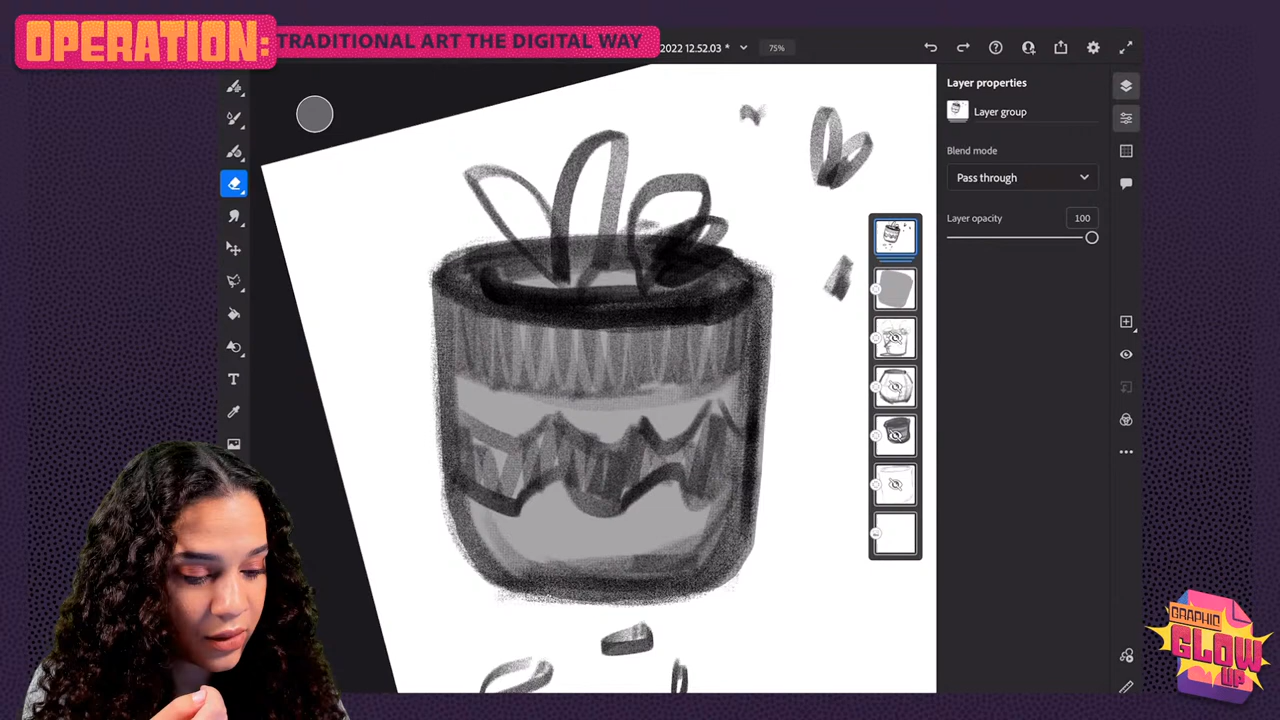 OPERATION:
TRADITIONAL ART THE DIGITAL WAY
2022 12.52.03 *
75%
Layer properties
Layer group
Blend mode
Pass through
Layer opacity
100
T
GRAPHIC
GLOW
UP